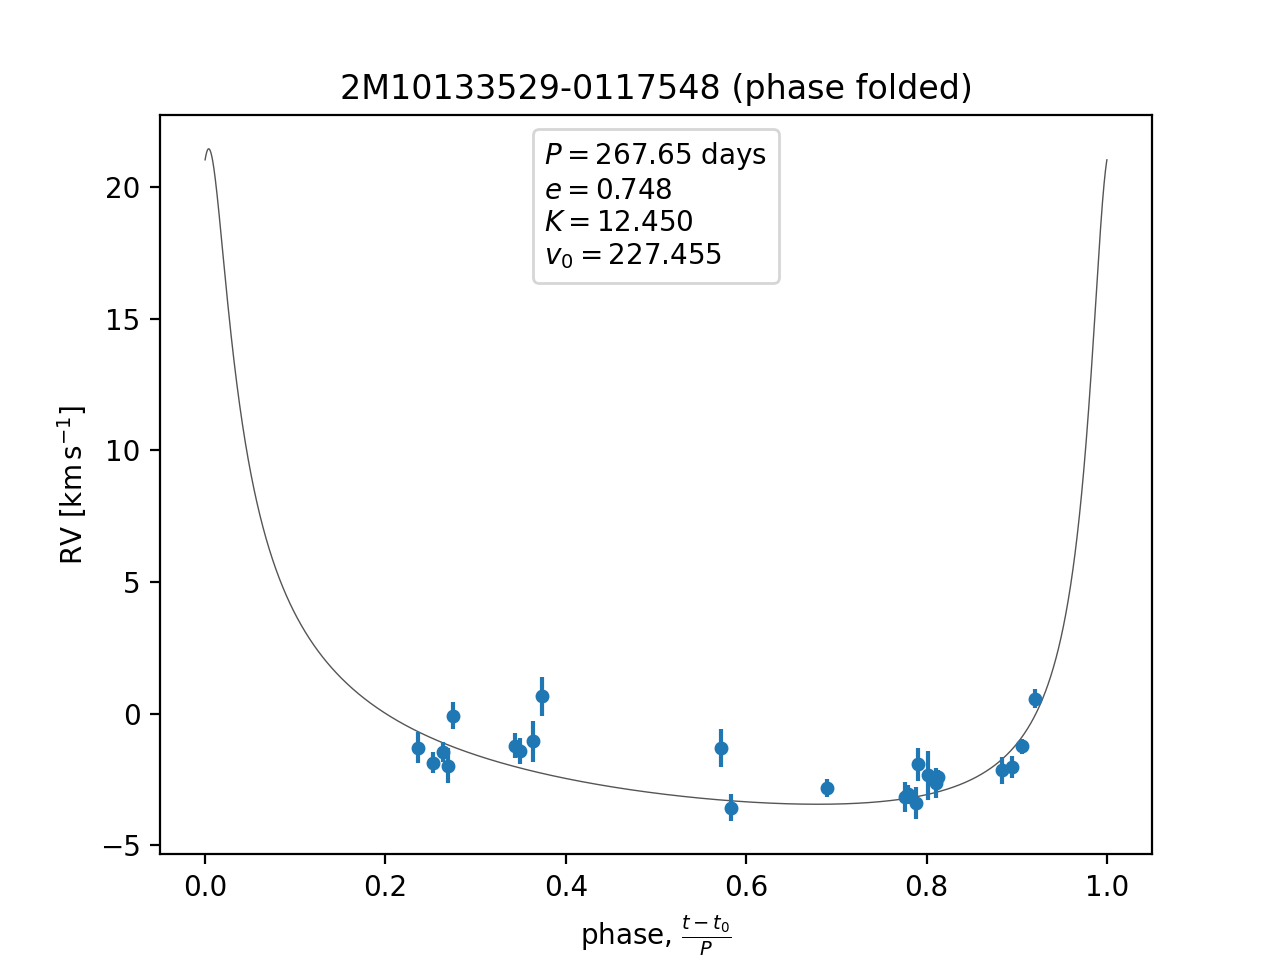 2M10133529-0117548 (phase folded)
P = 267.65 days
e = 0.748
K = 12.450
v₀ = 227.455
RV [km s⁻¹]
20
15
10
5
0
−5
0.0 0.2 0.4 0.6 0.8 1.0
phase, (t − t₀)/P